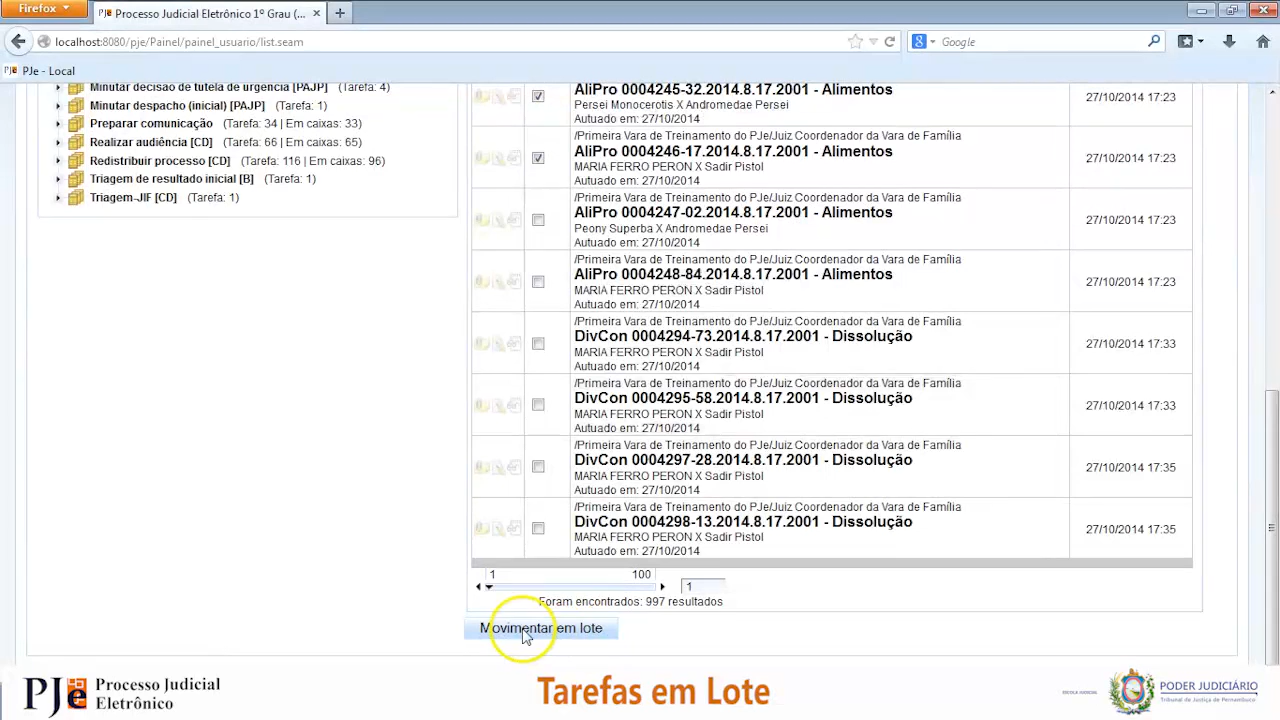 Firefox
PJe Processo Judicial Eletrônico 1º Grau (...
localhost:8080/pje/Painel/painel_usuario/list.seam
Google
PJe PJe - Local
Minutar decisão de tutela de urgência [PAJP] (Tarefa: 4)
Minutar despacho (inicial) [PAJP] (Tarefa: 1)
Preparar comunicação (Tarefa: 34 | Em caixas: 33)
Realizar audiência [CD] (Tarefa: 66 | Em caixas: 65)
Redistribuir processo [CD] (Tarefa: 116 | Em caixas: 96)
Triagem de resultado inicial [B] (Tarefa: 1)
Triagem-JIF [CD] (Tarefa: 1)
AliPro 0004245-32.2014.8.17.2001 - Alimentos
Persei Monocerotis X Andromedae Persei
Autuado em: 27/10/2014
27/10/2014 17:23
/Primeira Vara de Treinamento do PJe/Juiz Coordenador da Vara de Família
AliPro 0004246-17.2014.8.17.2001 - Alimentos
MARIA FERRO PERON X Sadir Pistol
Autuado em: 27/10/2014
27/10/2014 17:23
/Primeira Vara de Treinamento do PJe/Juiz Coordenador da Vara de Família
AliPro 0004247-02.2014.8.17.2001 - Alimentos
Peony Superba X Andromedae Persei
Autuado em: 27/10/2014
27/10/2014 17:23
/Primeira Vara de Treinamento do PJe/Juiz Coordenador da Vara de Família
AliPro 0004248-84.2014.8.17.2001 - Alimentos
MARIA FERRO PERON X Sadir Pistol
Autuado em: 27/10/2014
27/10/2014 17:23
/Primeira Vara de Treinamento do PJe/Juiz Coordenador da Vara de Família
DivCon 0004294-73.2014.8.17.2001 - Dissolução
MARIA FERRO PERON X Sadir Pistol
Autuado em: 27/10/2014
27/10/2014 17:33
/Primeira Vara de Treinamento do PJe/Juiz Coordenador da Vara de Família
DivCon 0004295-58.2014.8.17.2001 - Dissolução
MARIA FERRO PERON X Sadir Pistol
Autuado em: 27/10/2014
27/10/2014 17:33
/Primeira Vara de Treinamento do PJe/Juiz Coordenador da Vara de Família
DivCon 0004297-28.2014.8.17.2001 - Dissolução
MARIA FERRO PERON X Sadir Pistol
Autuado em: 27/10/2014
27/10/2014 17:35
/Primeira Vara de Treinamento do PJe/Juiz Coordenador da Vara de Família
DivCon 0004298-13.2014.8.17.2001 - Dissolução
MARIA FERRO PERON X Sadir Pistol
Autuado em: 27/10/2014
27/10/2014 17:35
1 100
1
Foram encontrados: 997 resultados
Movimentar em lote
PJe Processo Judicial
Eletrônico
Tarefas em Lote
ESCOLA JUDICIAL
PODER JUDICIÁRIO
Tribunal de Justiça de Pernambuco